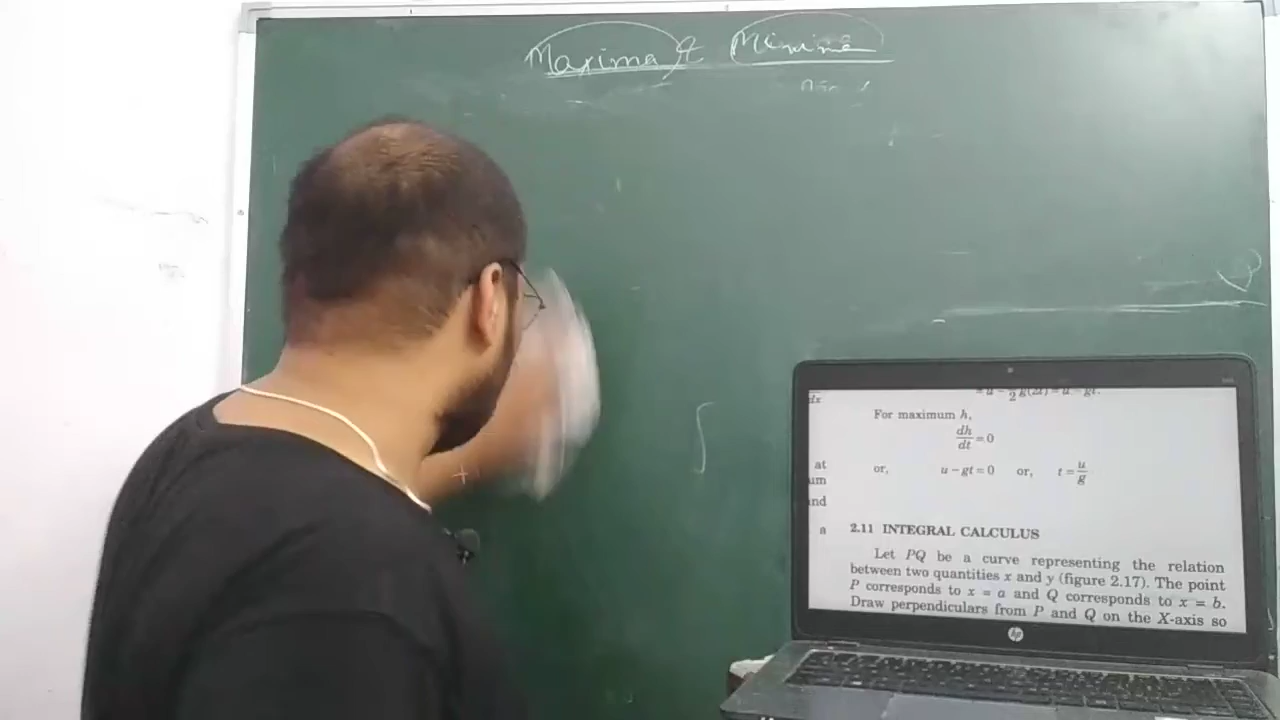 Maxima & Minima
dx
For maximum h,
dh/dt = 0
at
um
or, u − gt = 0 or, t = u/g
and
a
2.11 INTEGRAL CALCULUS
Let PQ be a curve representing the relation
between two quantities x and y (figure 2.17). The point
P corresponds to x = a and Q corresponds to x = b.
Draw perpendiculars from P and Q on the X-axis so
hp